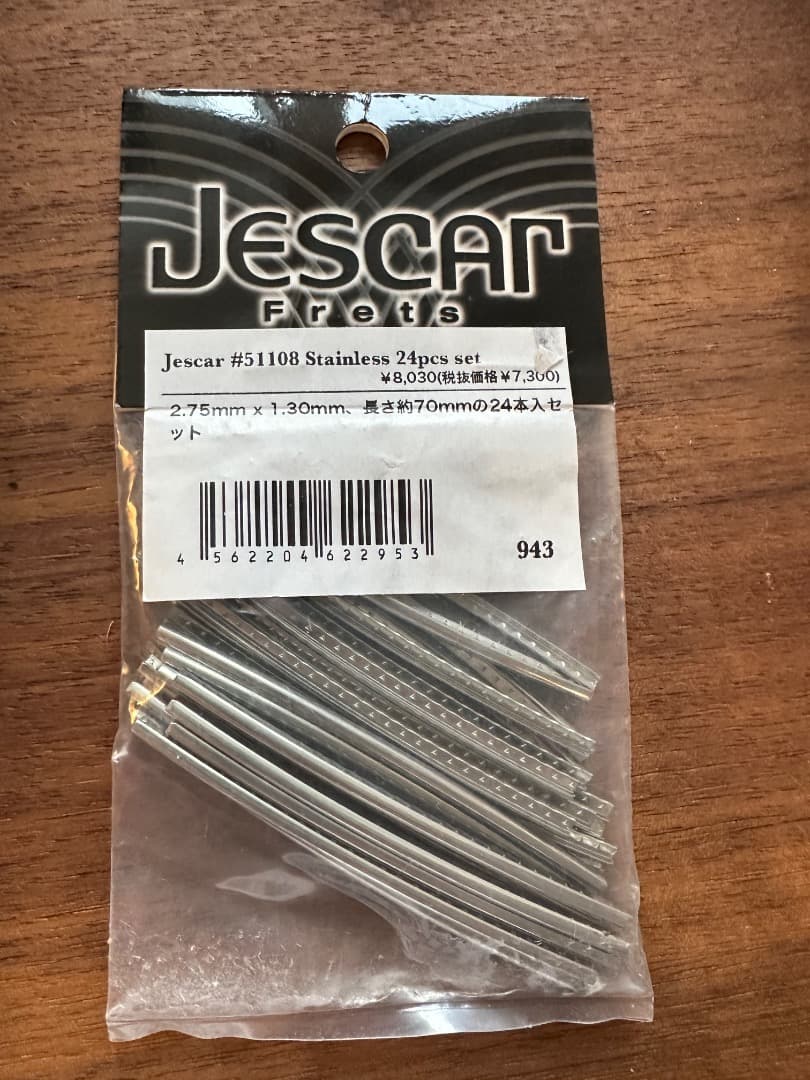 Jescar
Frets
Jescar #51108 Stainless 24pcs set
¥8,030(税抜価格¥7,300)
2.75mm x 1.30mm、長さ約70mmの24本入セ
ット
4 562204 622953
943